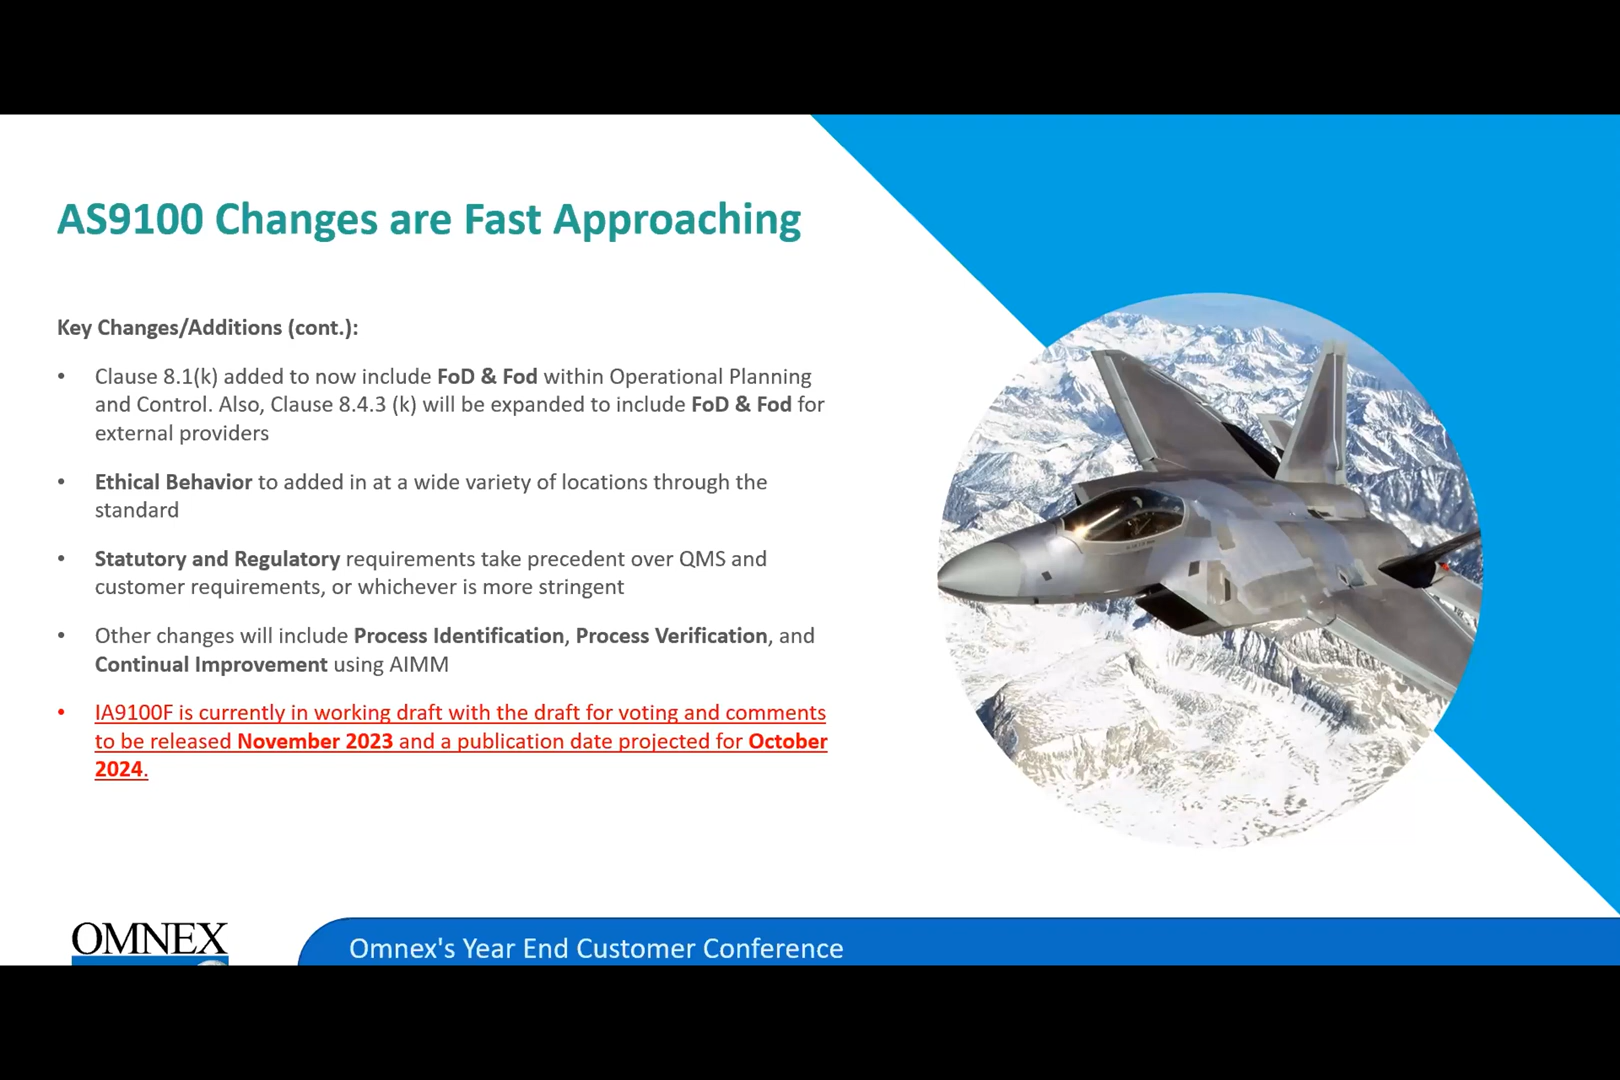 AS9100 Changes are Fast Approaching
Key Changes/Additions (cont.):
• Clause 8.1(k) added to now include FoD & Fod within Operational Planning
and Control. Also, Clause 8.4.3 (k) will be expanded to include FoD & Fod for
external providers
• Ethical Behavior to added in at a wide variety of locations through the
standard
• Statutory and Regulatory requirements take precedent over QMS and
customer requirements, or whichever is more stringent
• Other changes will include Process Identification, Process Verification, and
Continual Improvement using AIMM
• IA9100F is currently in working draft with the draft for voting and comments
to be released November 2023 and a publication date projected for October
2024.
OMNEX
Omnex's Year End Customer Conference